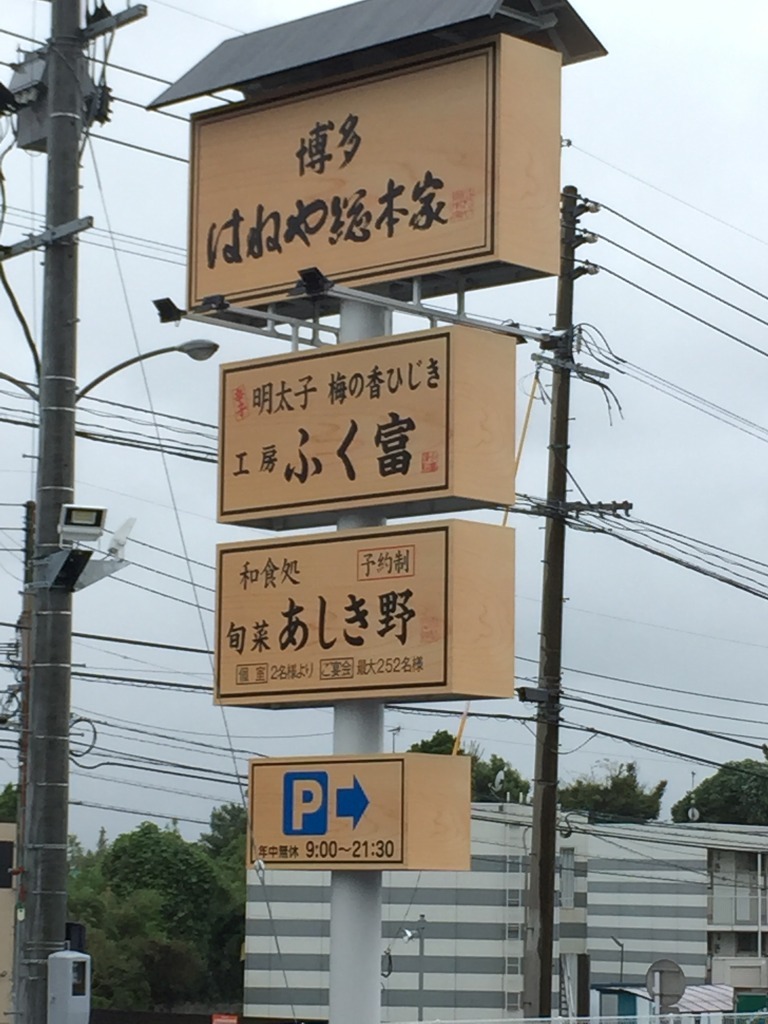 博多
はねや総本家
明太子 梅の香ひじき
工房 ふく富
和食処 予約制
旬菜 あしき野
個室 2名様より ご宴会 最大252名様
P
年中無休 9:00〜21:30